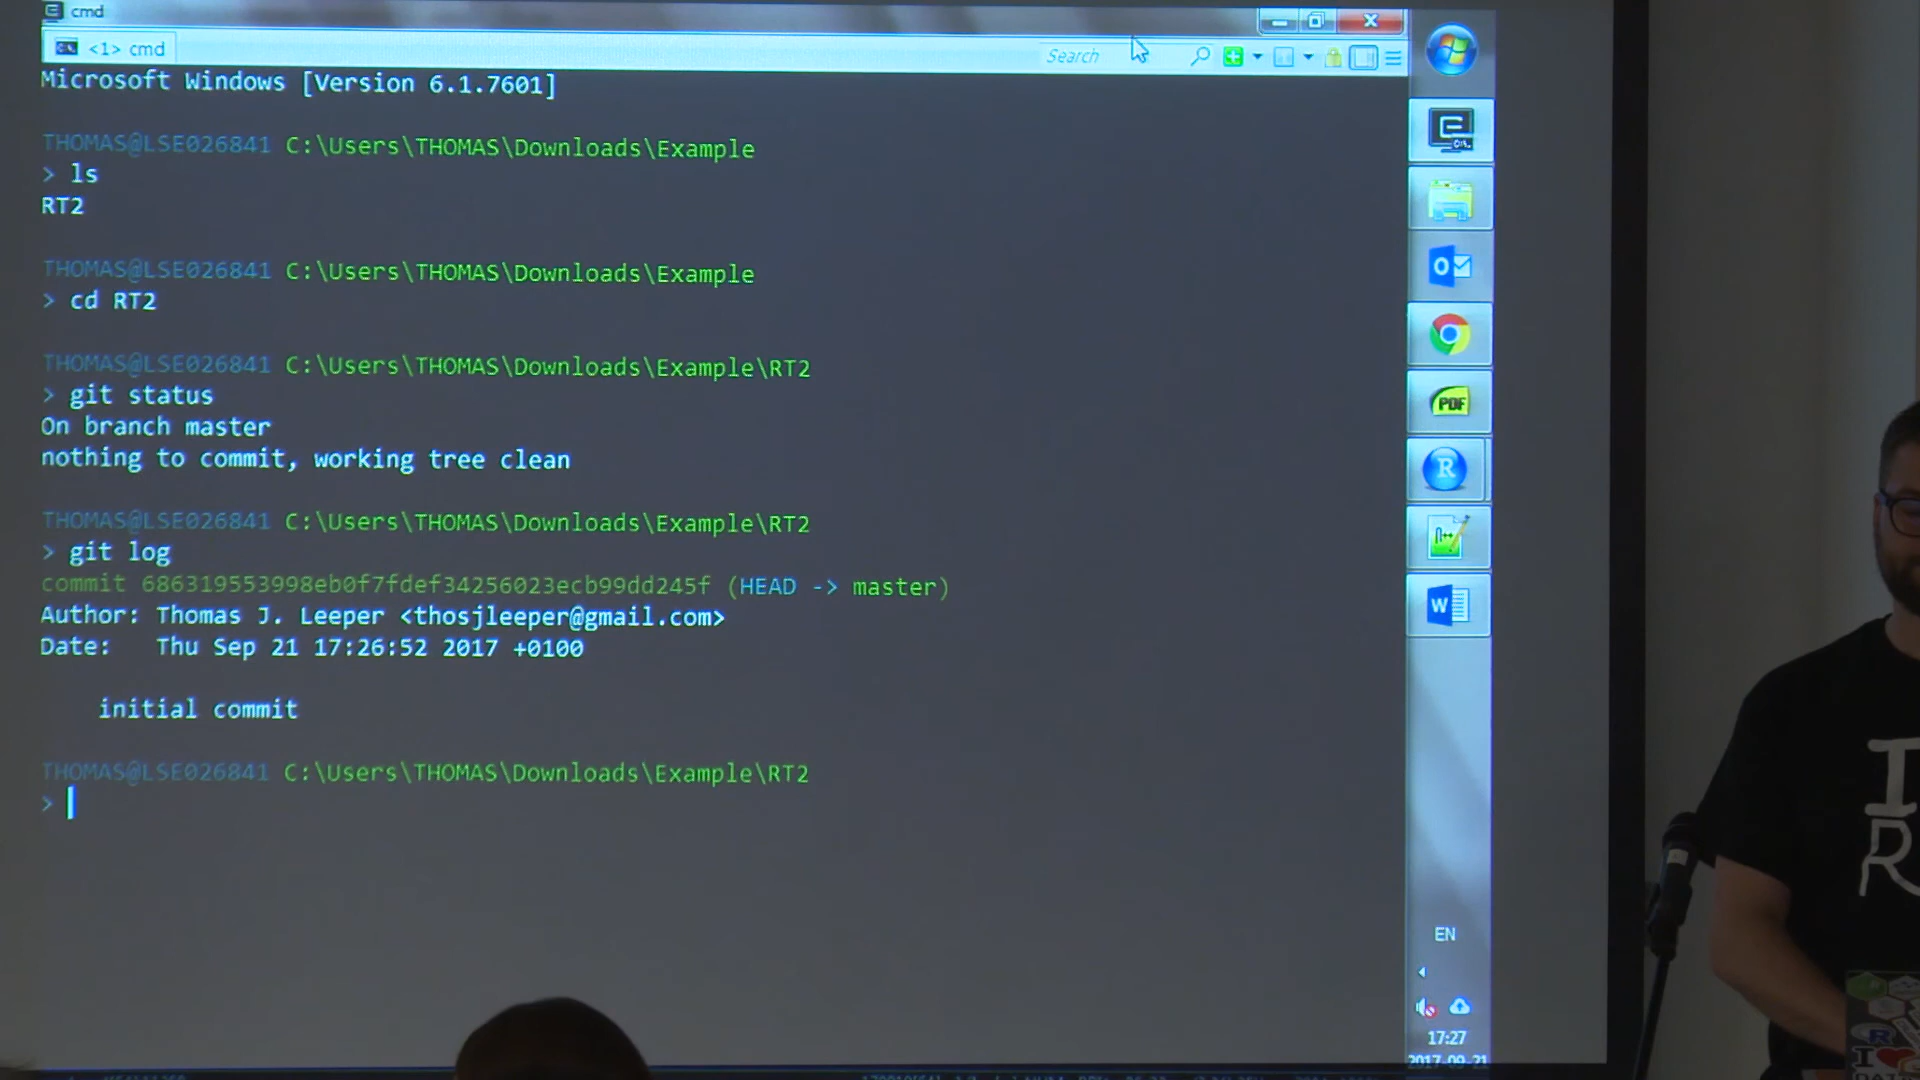 cmd
<1> cmd
Search
Microsoft Windows [Version 6.1.7601]
THOMAS@LSE026841 C:\Users\THOMAS\Downloads\Example
> ls
RT2
THOMAS@LSE026841 C:\Users\THOMAS\Downloads\Example
> cd RT2
THOMAS@LSE026841 C:\Users\THOMAS\Downloads\Example\RT2
> git status
On branch master
nothing to commit, working tree clean
THOMAS@LSE026841 C:\Users\THOMAS\Downloads\Example\RT2
> git log
commit 686319553998eb0f7fdef34256023ecb99dd245f (HEAD -> master)
Author: Thomas J. Leeper <thosjleeper@gmail.com>
Date:   Thu Sep 21 17:26:52 2017 +0100
initial commit
THOMAS@LSE026841 C:\Users\THOMAS\Downloads\Example\RT2
>
PDF
R
W
EN
17:27
2017-09-21
I
R
R
I